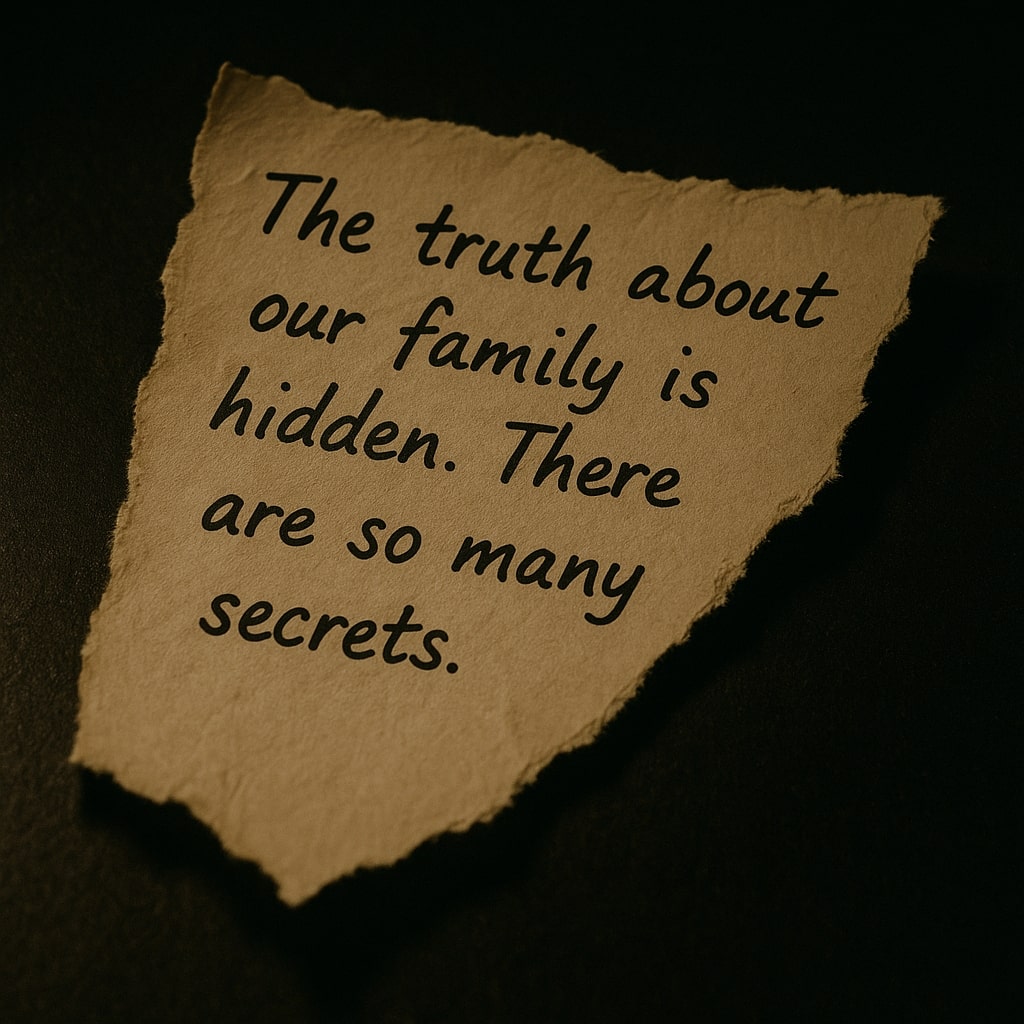 The truth about
our family is
hidden. There
are so many
secrets.